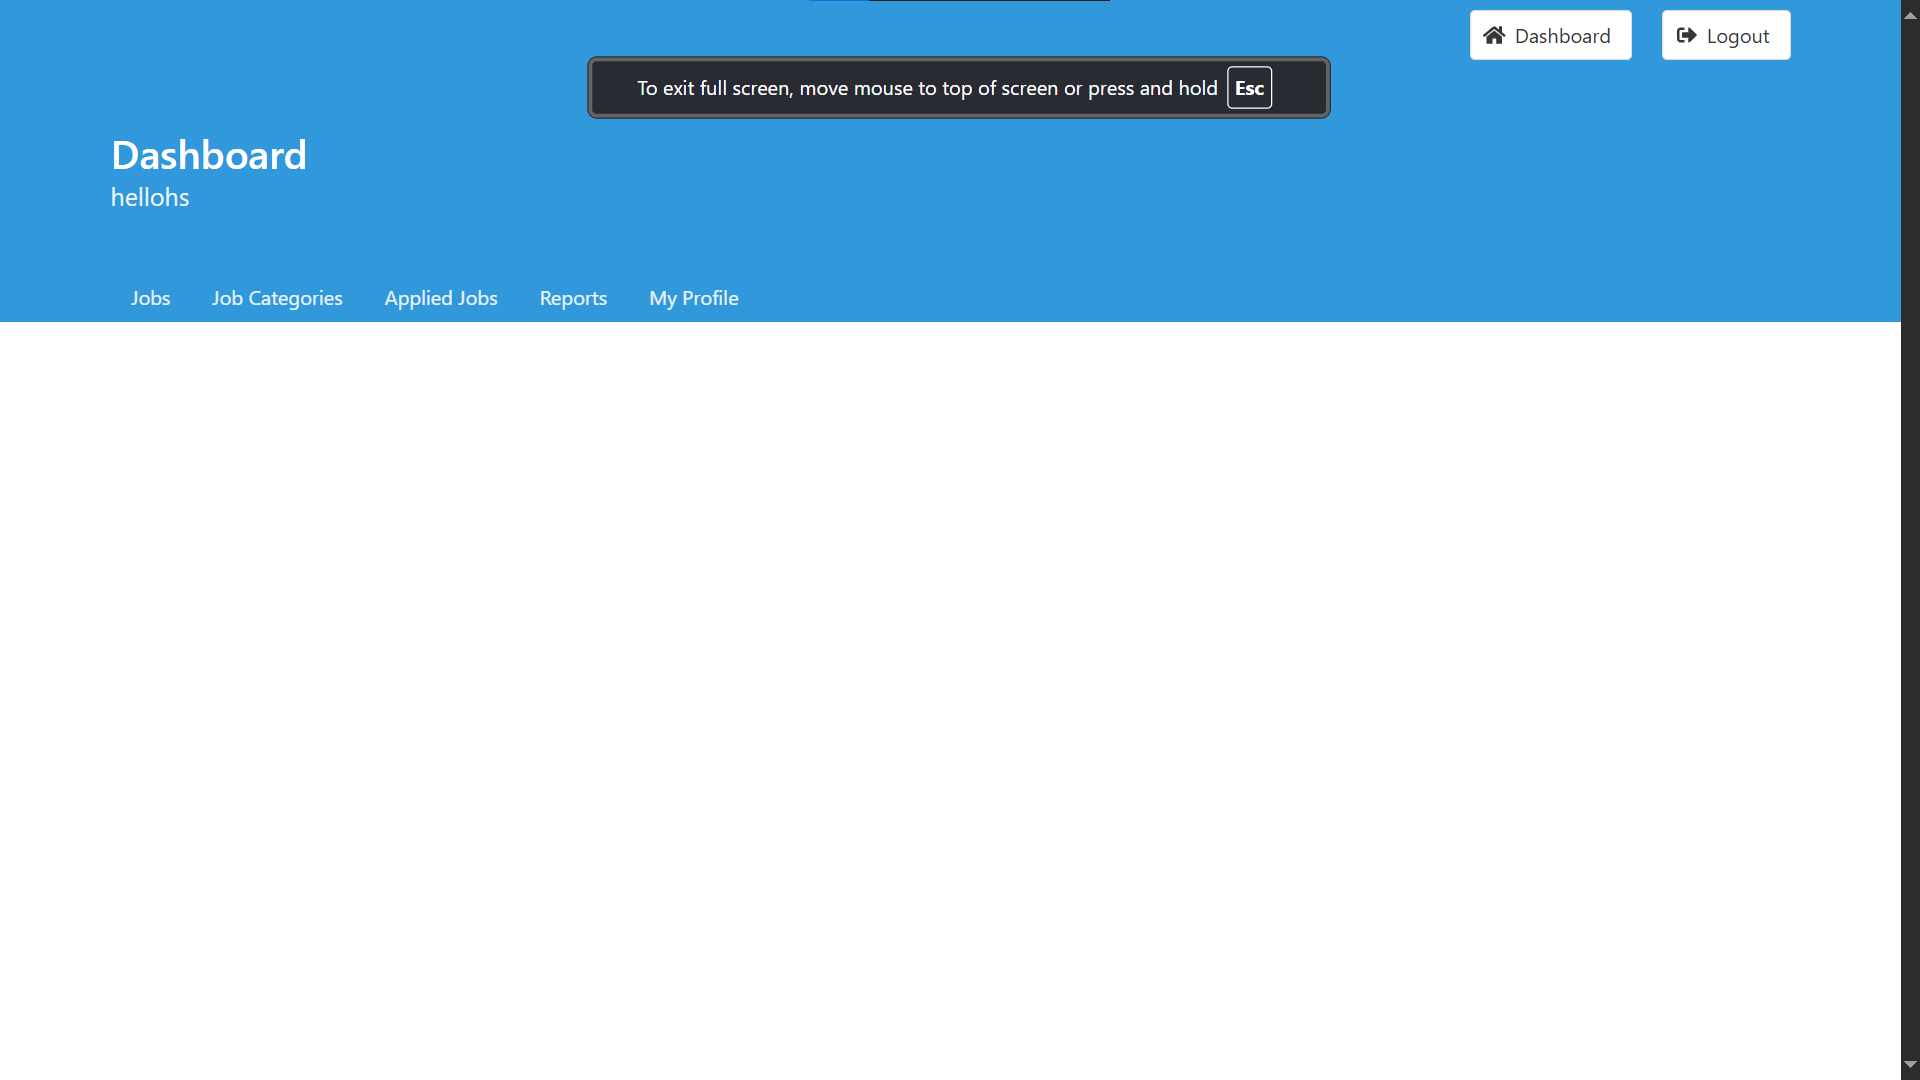 Dashboard
Logout
To exit full screen, move mouse to top of screen or press and hold Esc
Dashboard
hellohs
Jobs
Job Categories
Applied Jobs
Reports
My Profile